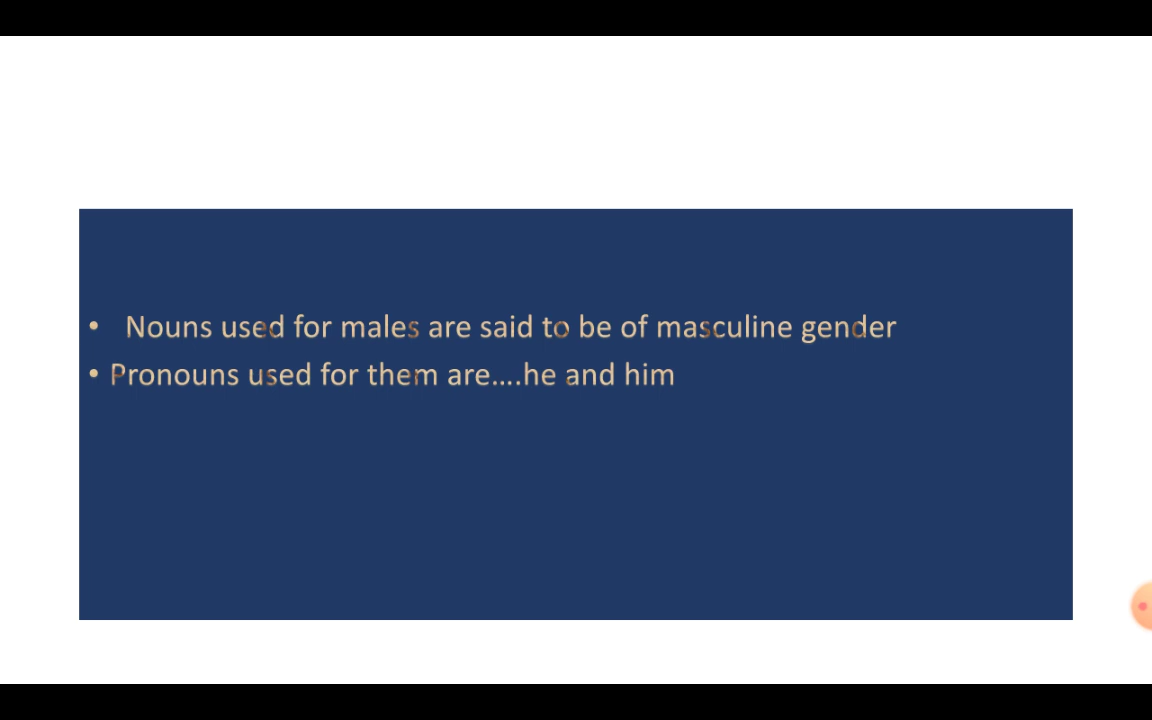 • Nouns used for males are said to be of masculine gender
• Pronouns used for them are....he and him